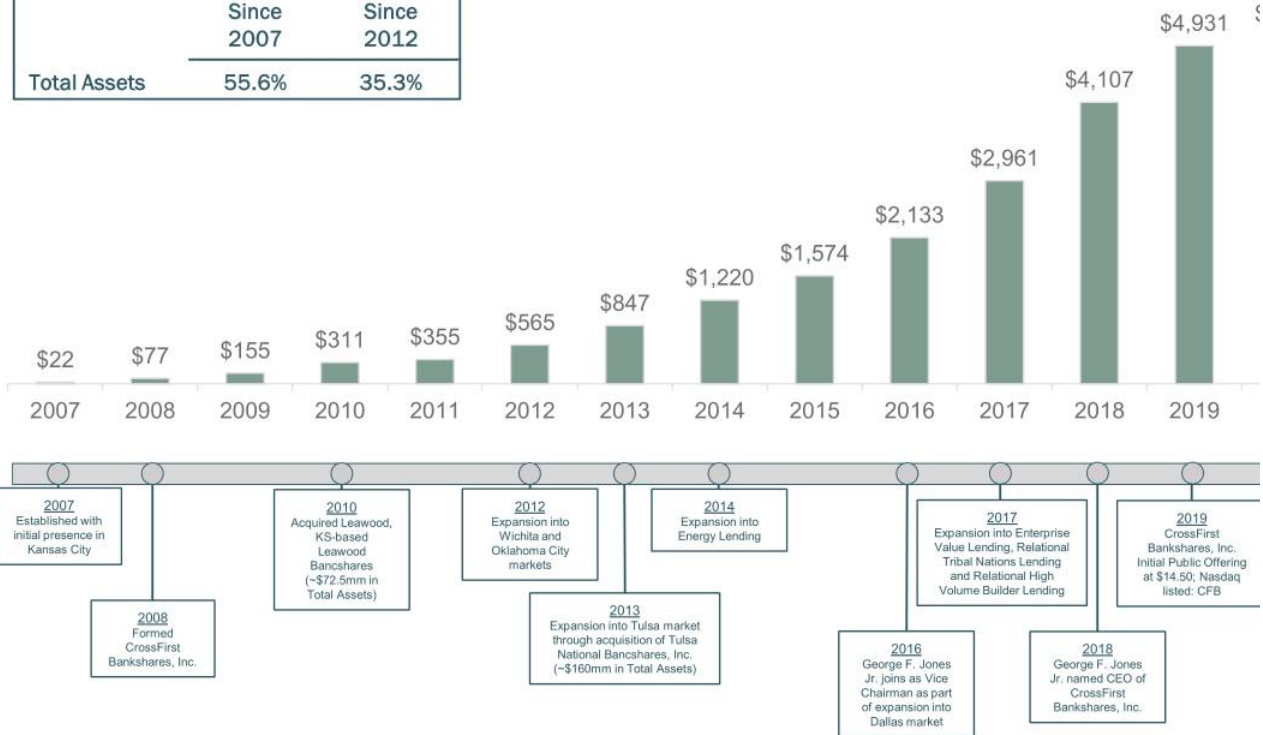 Since Since
2007 2012
Total Assets 55.6% 35.3%
$22
$77
$155
$311
$355
$565
$847
$1,220
$1,574
$2,133
$2,961
$4,107
$4,931
$
2007 2008 2009 2010 2011 2012 2013 2014 2015 2016 2017 2018 2019
2007
Established with
initial presence in
Kansas City
2008
Formed
CrossFirst
Bankshares, Inc.
2010
Acquired Leawood,
KS-based
Leawood
Bancshares
(~$72.5mm in
Total Assets)
2012
Expansion into
Wichita and
Oklahoma City
markets
2013
Expansion into Tulsa market
through acquisition of Tulsa
National Bancshares, Inc.
(~$160mm in Total Assets)
2014
Expansion into
Energy Lending
2016
George F. Jones
Jr. joins as Vice
Chairman as part
of expansion into
Dallas market
2017
Expansion into Enterprise
Value Lending, Relational
Tribal Nations Lending
and Relational High
Volume Builder Lending
2018
George F. Jones
Jr. named CEO of
CrossFirst
Bankshares, Inc.
2019
CrossFirst
Bankshares, Inc.
Initial Public Offering
at $14.50; Nasdaq
listed: CFB